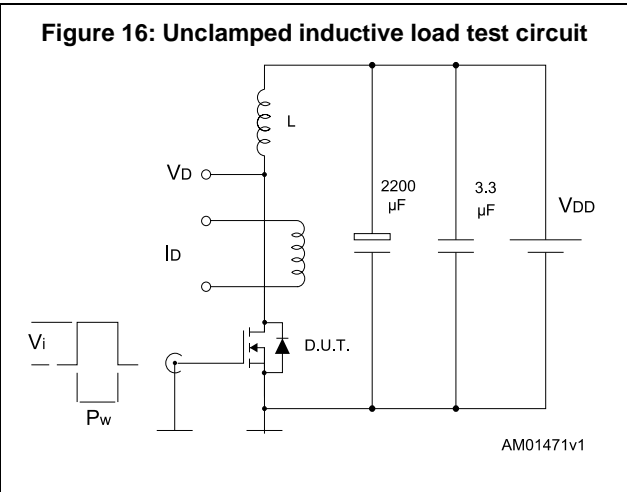 Figure 16: Unclamped inductive load test circuit
L
VD
2200
µF
3.3
µF
VDD
ID
Vi
D.U.T.
Pw
AM01471v1